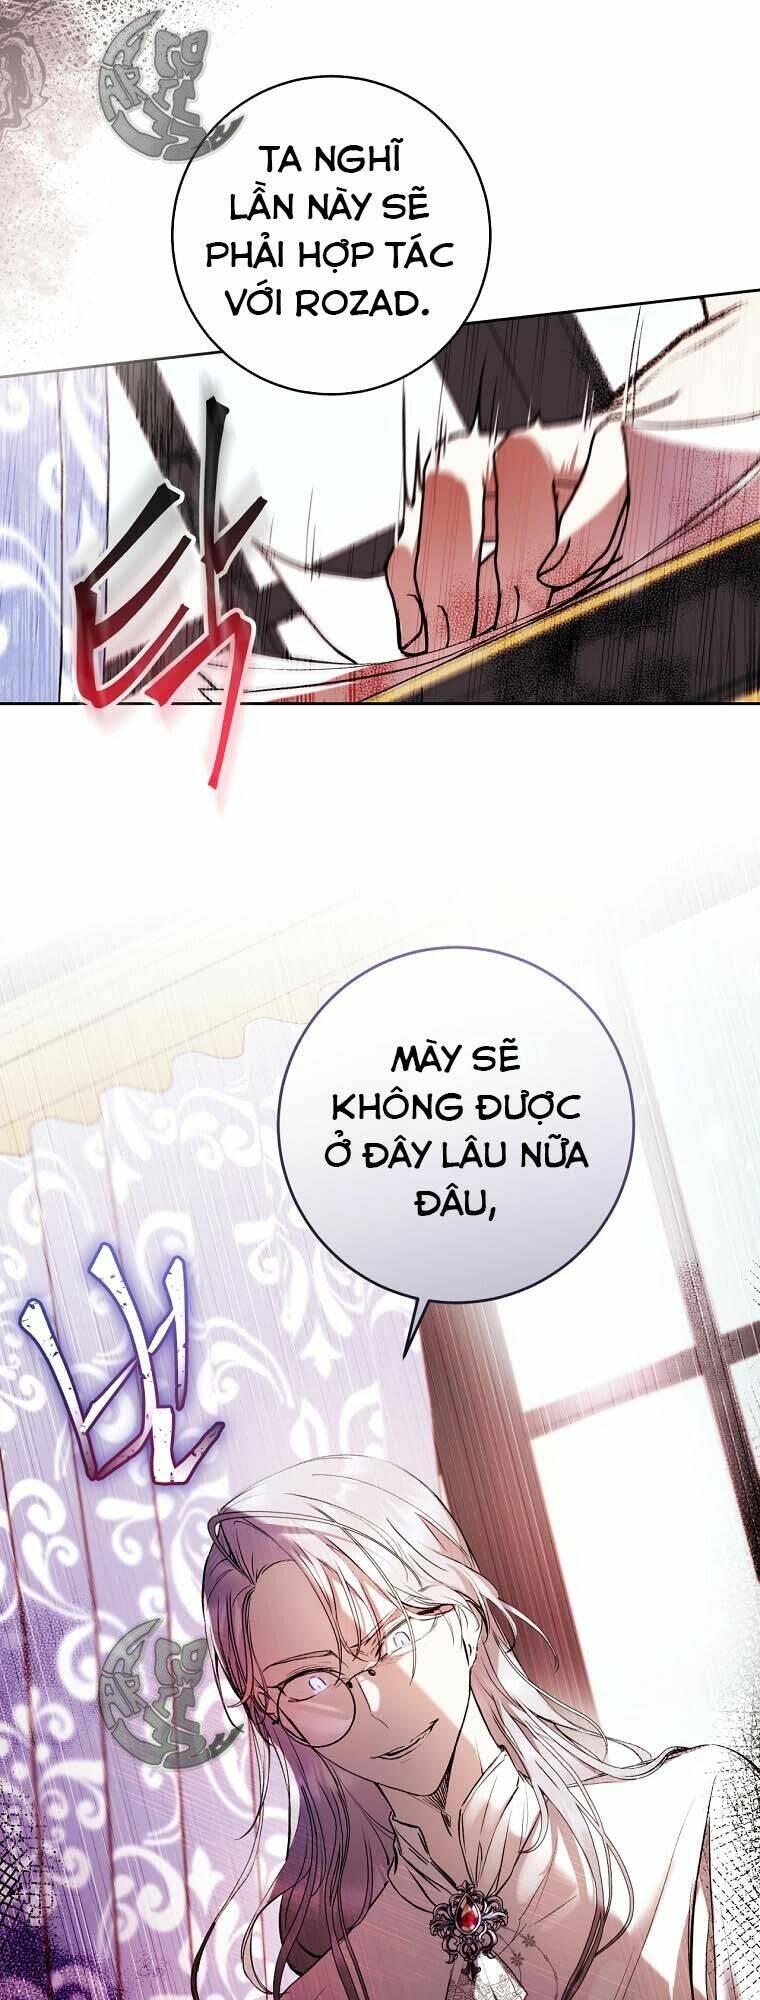 TA NGHĨ
LẦN NÀY SẼ
PHẢI HỢP TÁC
VỚI ROZAD.
MÀY SẼ
KHÔNG ĐƯỢC
Ở ĐÂY LÂU NỮA
ĐÂU,